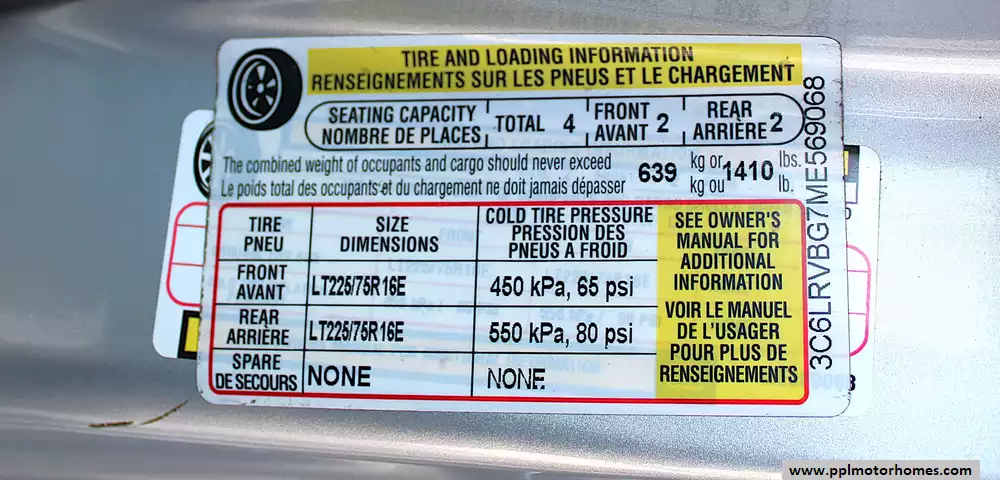 TIRE AND LOADING INFORMATION
RENSEIGNEMENTS SUR LES PNEUS ET LE CHARGEMENT
SEATING CAPACITY
NOMBRE DE PLACES
TOTAL 4
FRONT
AVANT 2
REAR
ARRIÈRE 2
The combined weight of occupants and cargo should never exceed
Le poids total des occupants et du chargement ne doit jamais dépasser
639
kg or
kg ou
1410
lbs.
lb.
TIRE
PNEU
SIZE
DIMENSIONS
COLD TIRE PRESSURE
PRESSION DES
PNEUS A FROID
FRONT
AVANT
LT225/75R16E
450 kPa, 65 psi
REAR
ARRIÈRE
LT225/75R16E
550 kPa, 80 psi
SPARE
DE SECOURS
NONE
NONE
SEE OWNER'S
MANUAL FOR
ADDITIONAL
INFORMATION
VOIR LE MANUEL
DE L'USAGER
POUR PLUS DE
RENSEIGNEMENTS
3C6LRVBG7ME569068
www.pplmotorhomes.com